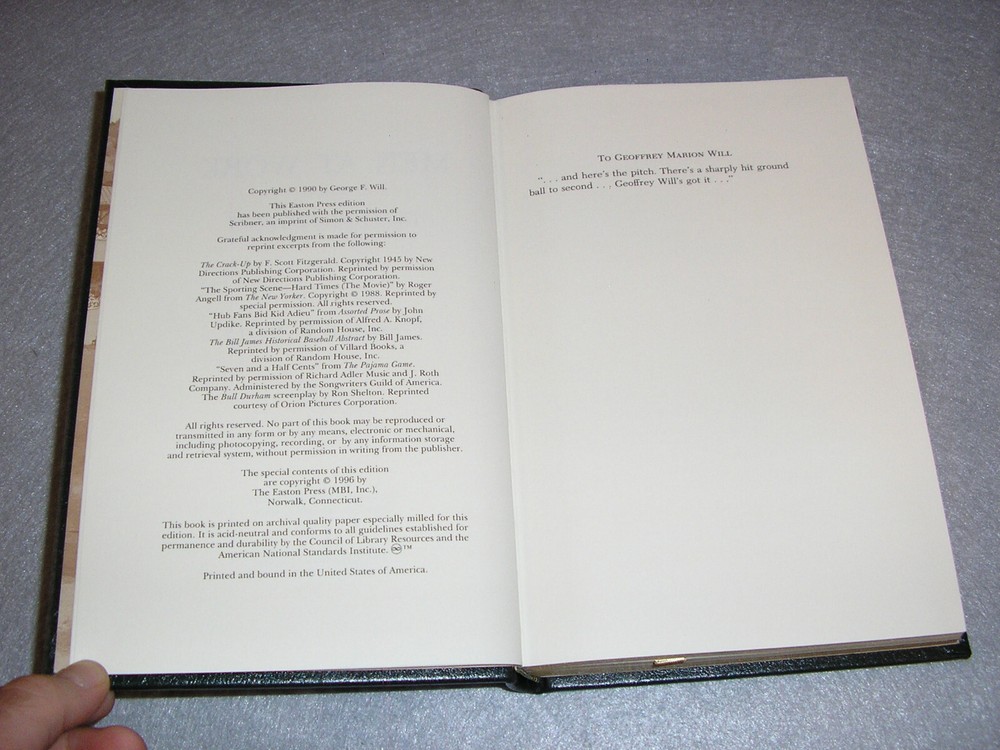 Copyright © 1990 by George F. Will.
This Easton Press edition
has been published with the permission of
Scribner, an imprint of Simon & Schuster, Inc.
Grateful acknowledgment is made for permission to
reprint excerpts from the following:
The Crack-Up by F. Scott Fitzgerald. Copyright 1945 by New
Directions Publishing Corporation. Reprinted by permission
of New Directions Publishing Corporation.
"The Sporting Scene—Hard Times (The Movie)" by Roger
Angell from The New Yorker. Copyright © 1988. Reprinted by
special permission. All rights reserved.
"Hub Fans Bid Kid Adieu" from Assorted Prose by John
Updike. Reprinted by permission of Alfred A. Knopf,
a division of Random House, Inc.
The Bill James Historical Baseball Abstract by Bill James.
Reprinted by permission of Villard Books, a
division of Random House, Inc.
"Seven and a Half Cents" from The Pajama Game.
Reprinted by permission of Richard Adler Music and J. Roth
Company. Administered by the Songwriters Guild of America.
The Bull Durham screenplay by Ron Shelton. Reprinted
courtesy of Orion Pictures Corporation.
All rights reserved. No part of this book may be reproduced or
transmitted in any form or by any means, electronic or mechanical,
including photocopying, recording, or by any information storage
and retrieval system, without permission in writing from the publisher.
The special contents of this edition
are copyright © 1996 by
The Easton Press (MBI, Inc.),
Norwalk, Connecticut.
This book is printed on archival quality paper especially milled for this
edition. It is acid-neutral and conforms to all guidelines established for
permanence and durability by the Council of Library Resources and the
American National Standards Institute. ♾™
Printed and bound in the United States of America.
To Geoffrey Marion Will
". . . and here's the pitch. There's a sharply hit ground
ball to second . . . Geoffrey Will's got it . . ."